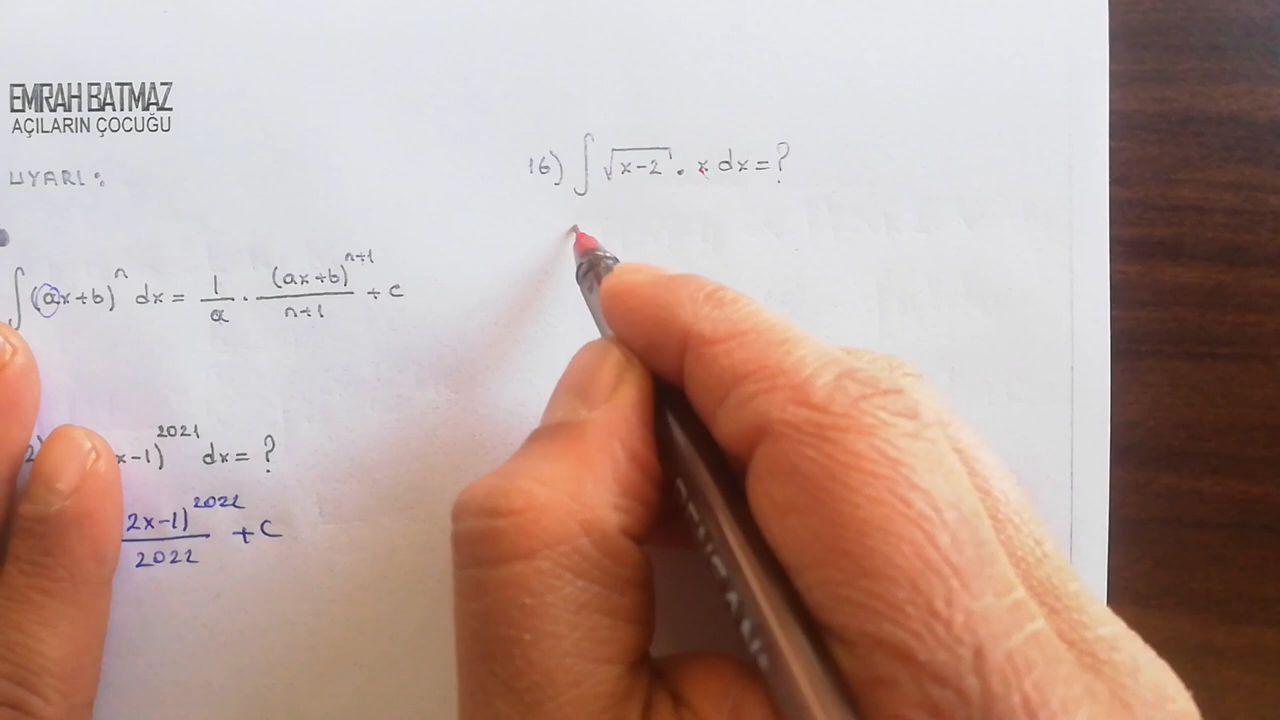 EMRAH BATMAZ
AÇILARIN ÇOCUĞU
UYARI:
∫(ax+b)^n dx = 1/a · (ax+b)^(n+1)/(n+1) + c
x-1)^2021 dx = ?
2x-1)^2022/2022 + C
16) ∫ √(x-2) · x dx = ?